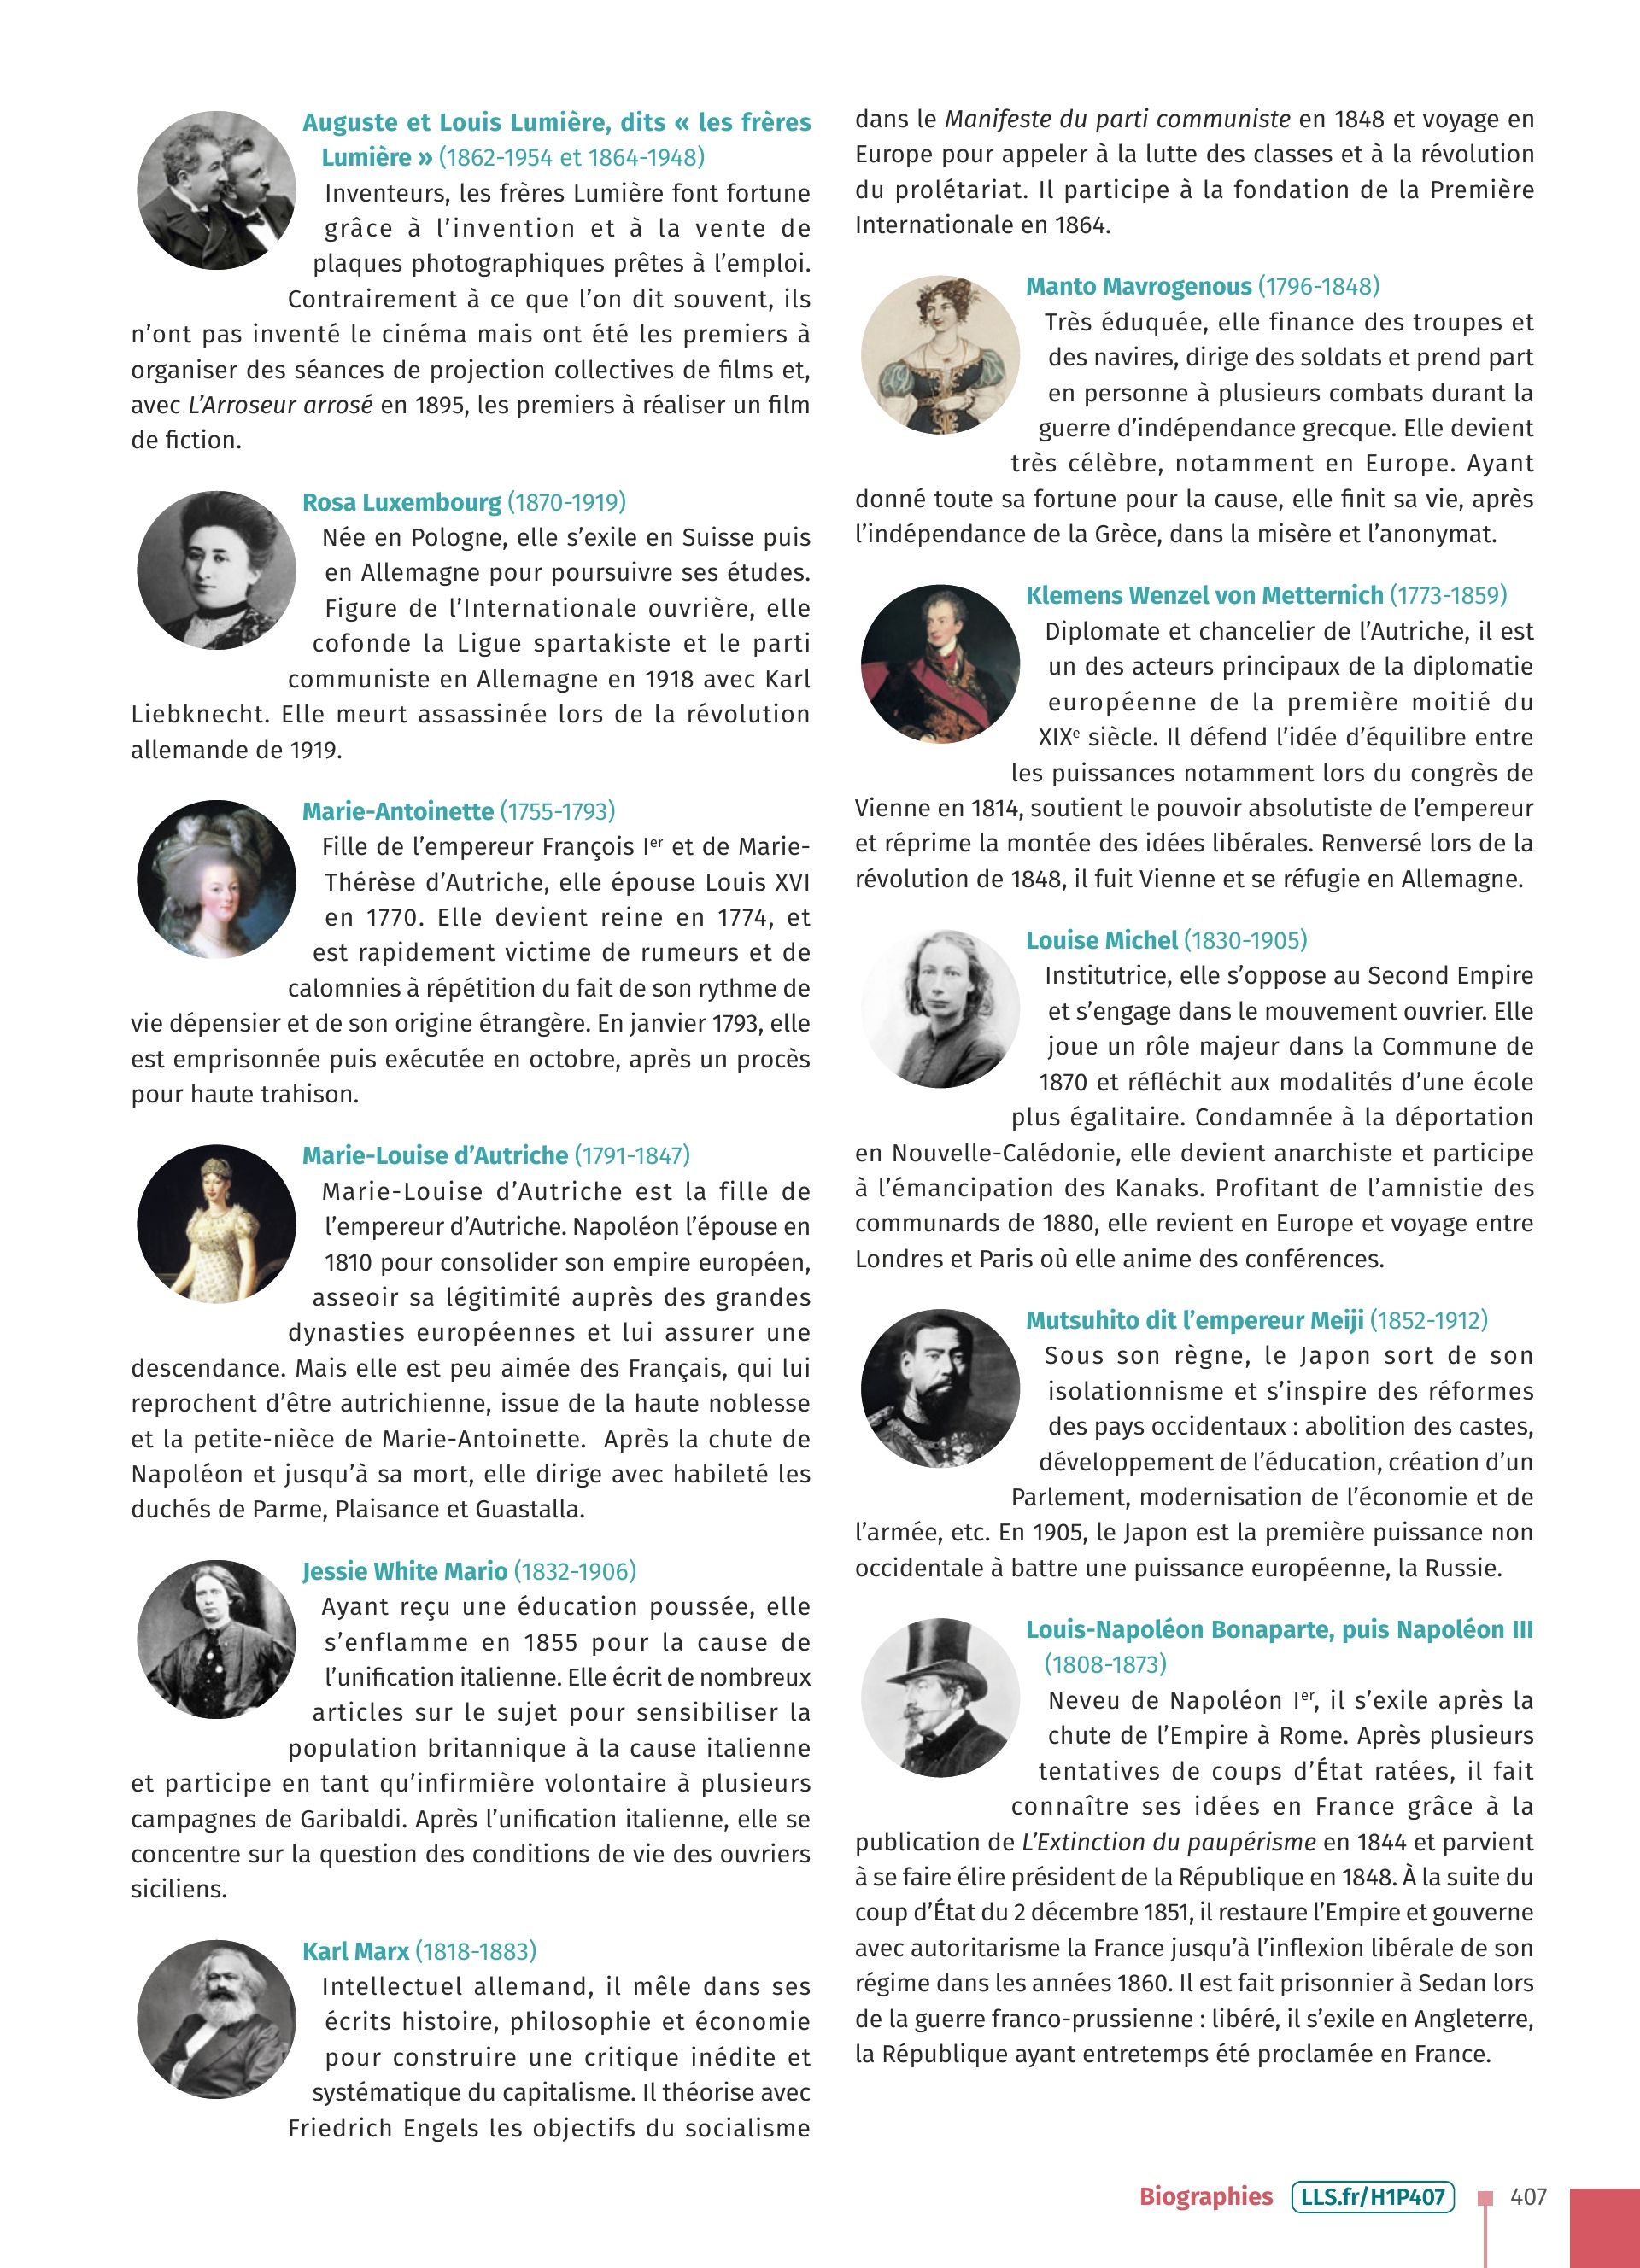 Auguste et Louis Lumière, dits « les frères
Lumière » (1862-1954 et 1864-1948)
Inventeurs, les frères Lumière font fortune
grâce à l’invention et à la vente de
plaques photographiques prêtes à l’emploi.
Contrairement à ce que l’on dit souvent, ils
n’ont pas inventé le cinéma mais ont été les premiers à
organiser des séances de projection collectives de films et,
avec L’Arroseur arrosé en 1895, les premiers à réaliser un film
de fiction.
Rosa Luxembourg (1870-1919)
Née en Pologne, elle s’exile en Suisse puis
en Allemagne pour poursuivre ses études.
Figure de l’Internationale ouvrière, elle
cofonde la Ligue spartakiste et le parti
communiste en Allemagne en 1918 avec Karl
Liebknecht. Elle meurt assassinée lors de la révolution
allemande de 1919.
Marie-Antoinette (1755-1793)
Fille de l’empereur François Ier et de Marie-
Thérèse d’Autriche, elle épouse Louis XVI
en 1770. Elle devient reine en 1774, et
est rapidement victime de rumeurs et de
calomnies à répétition du fait de son rythme de
vie dépensier et de son origine étrangère. En janvier 1793, elle
est emprisonnée puis exécutée en octobre, après un procès
pour haute trahison.
Marie-Louise d’Autriche (1791-1847)
Marie-Louise d’Autriche est la fille de
l’empereur d’Autriche. Napoléon l’épouse en
1810 pour consolider son empire européen,
asseoir sa légitimité auprès des grandes
dynasties européennes et lui assurer une
descendance. Mais elle est peu aimée des Français, qui lui
reprochent d’être autrichienne, issue de la haute noblesse
et la petite-nièce de Marie-Antoinette. Après la chute de
Napoléon et jusqu’à sa mort, elle dirige avec habileté les
duchés de Parme, Plaisance et Guastalla.
Jessie White Mario (1832-1906)
Ayant reçu une éducation poussée, elle
s’enflamme en 1855 pour la cause de
l’unification italienne. Elle écrit de nombreux
articles sur le sujet pour sensibiliser la
population britannique à la cause italienne
et participe en tant qu’infirmière volontaire à plusieurs
campagnes de Garibaldi. Après l’unification italienne, elle se
concentre sur la question des conditions de vie des ouvriers
siciliens.
Karl Marx (1818-1883)
Intellectuel allemand, il mêle dans ses
écrits histoire, philosophie et économie
pour construire une critique inédite et
systématique du capitalisme. Il théorise avec
Friedrich Engels les objectifs du socialisme
dans le Manifeste du parti communiste en 1848 et voyage en
Europe pour appeler à la lutte des classes et à la révolution
du prolétariat. Il participe à la fondation de la Première
Internationale en 1864.
Manto Mavrogenous (1796-1848)
Très éduquée, elle finance des troupes et
des navires, dirige des soldats et prend part
en personne à plusieurs combats durant la
guerre d’indépendance grecque. Elle devient
très célèbre, notamment en Europe. Ayant
donné toute sa fortune pour la cause, elle finit sa vie, après
l’indépendance de la Grèce, dans la misère et l’anonymat.
Klemens Wenzel von Metternich (1773-1859)
Diplomate et chancelier de l’Autriche, il est
un des acteurs principaux de la diplomatie
européenne de la première moitié du
XIXe siècle. Il défend l’idée d’équilibre entre
les puissances notamment lors du congrès de
Vienne en 1814, soutient le pouvoir absolutiste de l’empereur
et réprime la montée des idées libérales. Renversé lors de la
révolution de 1848, il fuit Vienne et se réfugie en Allemagne.
Louise Michel (1830-1905)
Institutrice, elle s’oppose au Second Empire
et s’engage dans le mouvement ouvrier. Elle
joue un rôle majeur dans la Commune de
1870 et réfléchit aux modalités d’une école
plus égalitaire. Condamnée à la déportation
en Nouvelle-Calédonie, elle devient anarchiste et participe
à l’émancipation des Kanaks. Profitant de l’amnistie des
communards de 1880, elle revient en Europe et voyage entre
Londres et Paris où elle anime des conférences.
Mutsuhito dit l’empereur Meiji (1852-1912)
Sous son règne, le Japon sort de son
isolationnisme et s’inspire des réformes
des pays occidentaux : abolition des castes,
développement de l’éducation, création d’un
Parlement, modernisation de l’économie et de
l’armée, etc. En 1905, le Japon est la première puissance non
occidentale à battre une puissance européenne, la Russie.
Louis-Napoléon Bonaparte, puis Napoléon III
(1808-1873)
Neveu de Napoléon Ier, il s’exile après la
chute de l’Empire à Rome. Après plusieurs
tentatives de coups d’État ratées, il fait
connaître ses idées en France grâce à la
publication de L’Extinction du paupérisme en 1844 et parvient
à se faire élire président de la République en 1848. À la suite du
coup d’État du 2 décembre 1851, il restaure l’Empire et gouverne
avec autoritarisme la France jusqu’à l’inflexion libérale de son
régime dans les années 1860. Il est fait prisonnier à Sedan lors
de la guerre franco-prussienne : libéré, il s’exile en Angleterre,
la République ayant entretemps été proclamée en France.
Biographies LLS.fr/H1P407 407